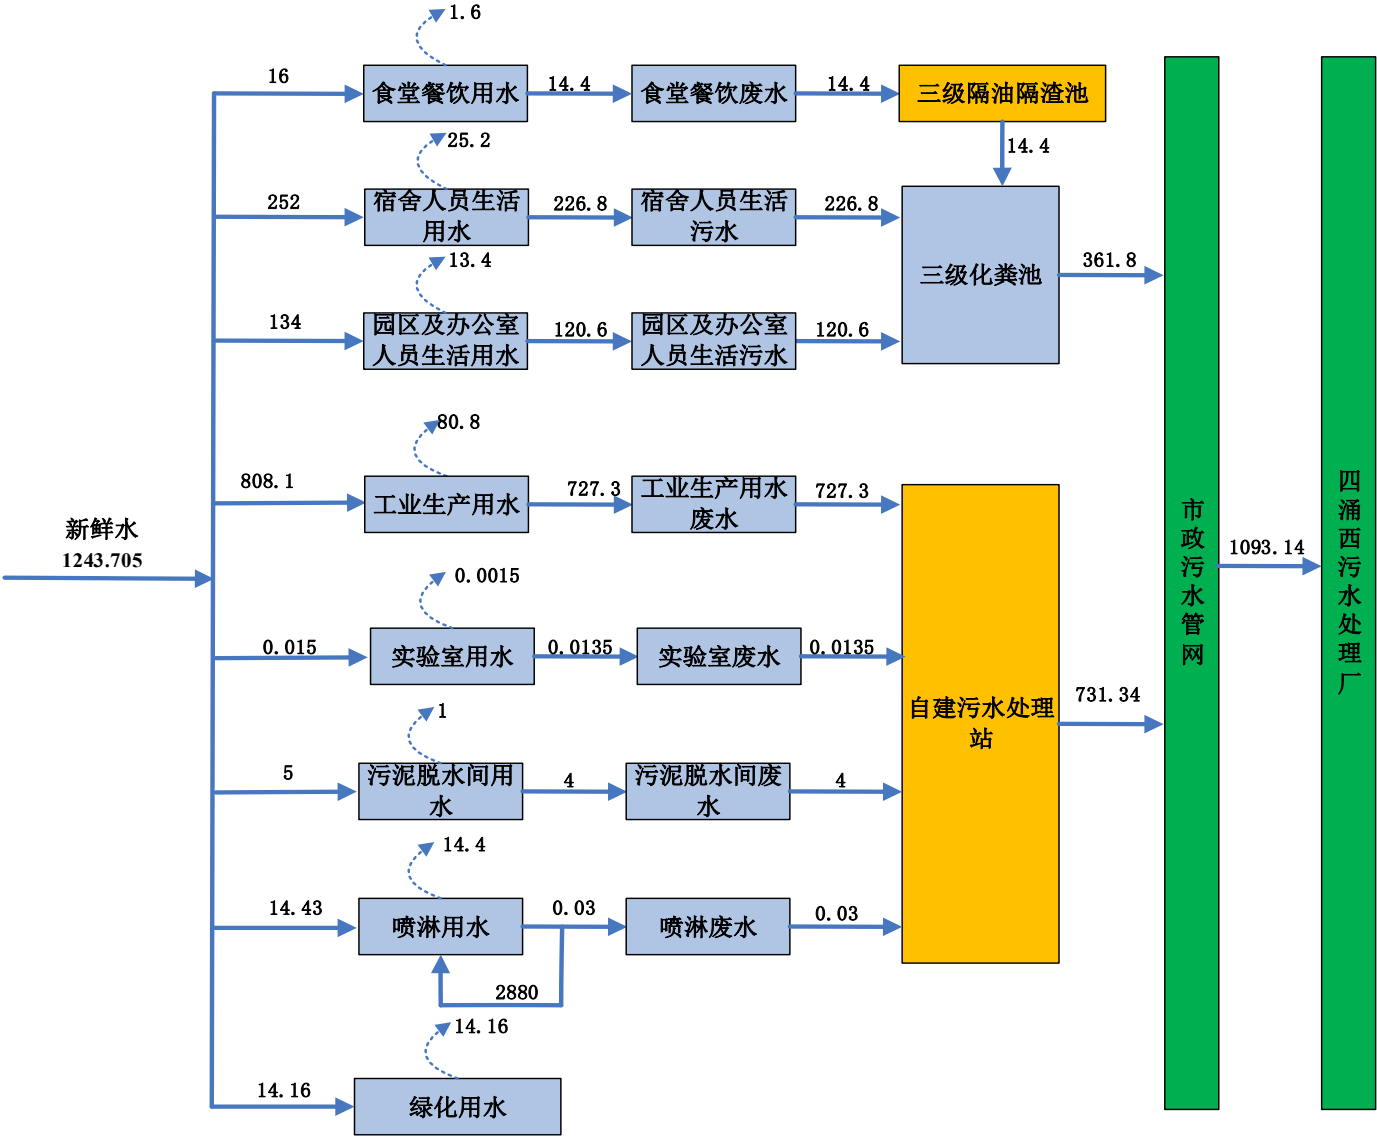 1.6
16
食堂餐饮用水
14.4
食堂餐饮废水
14.4
三级隔油隔渣池
14.4
25.2
252
宿舍人员生活
用水
226.8
宿舍人员生活
污水
226.8
三级化粪池
361.8
13.4
134
园区及办公室
人员生活用水
120.6
园区及办公室
人员生活污水
120.6
80.8
808.1
工业生产用水
727.3
工业生产用水
废水
727.3
新鲜水
1243.705
0.0015
0.015
实验室用水
0.0135
实验室废水
0.0135
自建污水处理
站
731.34
1
5
污泥脱水间用
水
4
污泥脱水间废
水
4
14.4
14.43
喷淋用水
0.03
喷淋废水
0.03
2880
14.16
14.16
绿化用水
市政污水管网
1093.14
四涌西污水处理厂